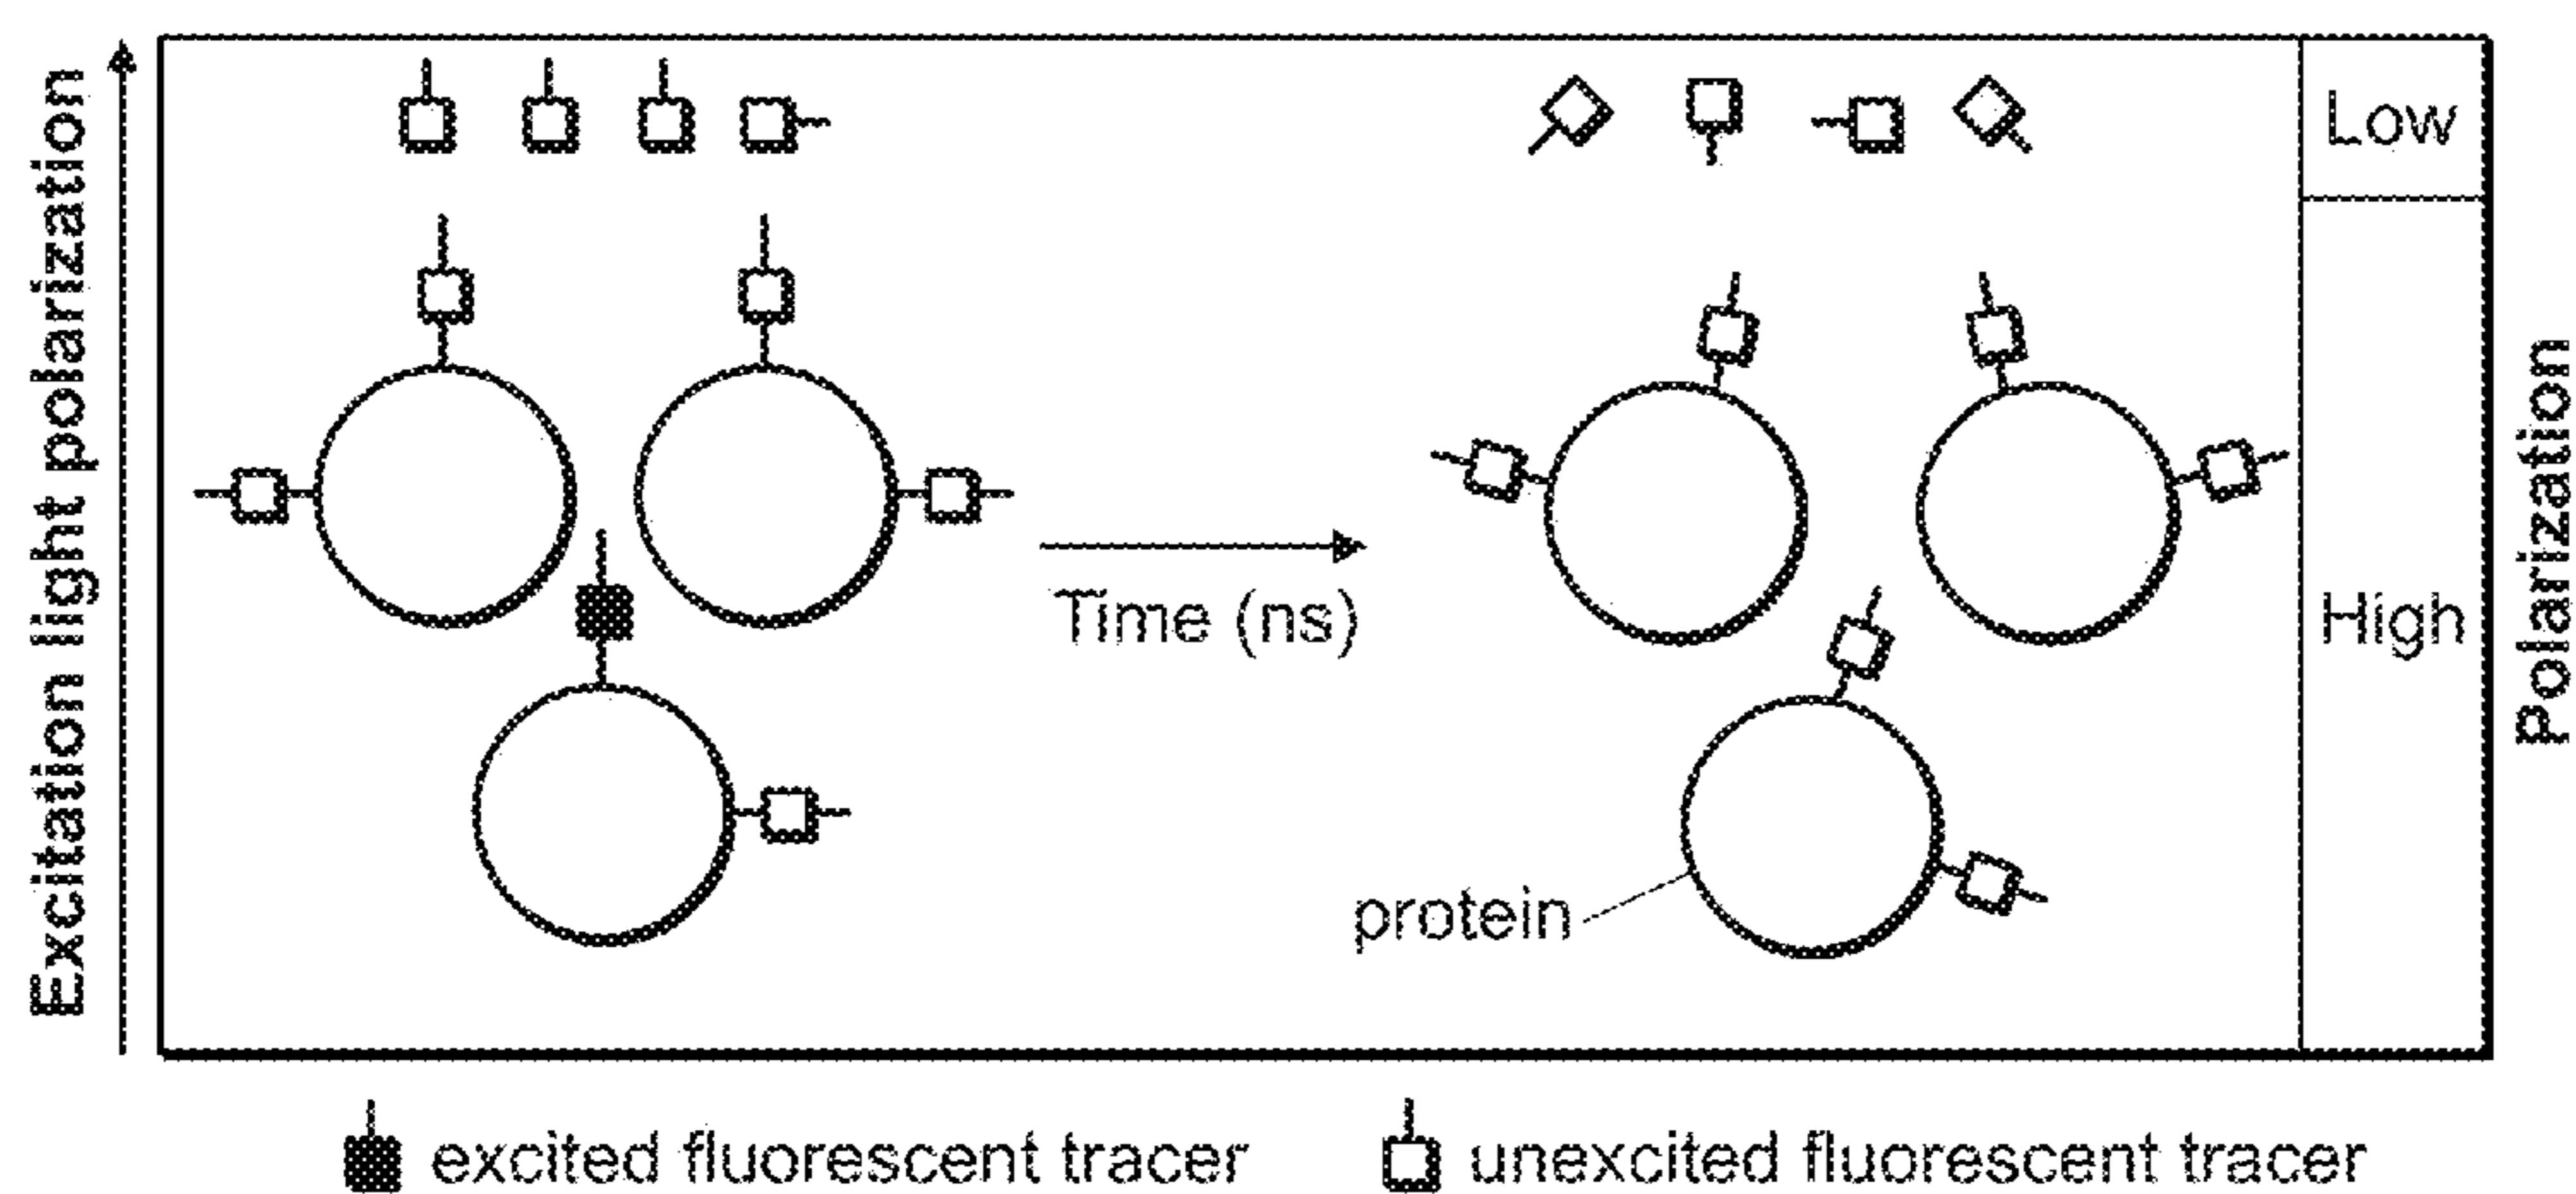 Excitation light polarization
Low
High
Polarization
Time (ns)
protein
excited fluorescent tracer
unexcited fluorescent tracer